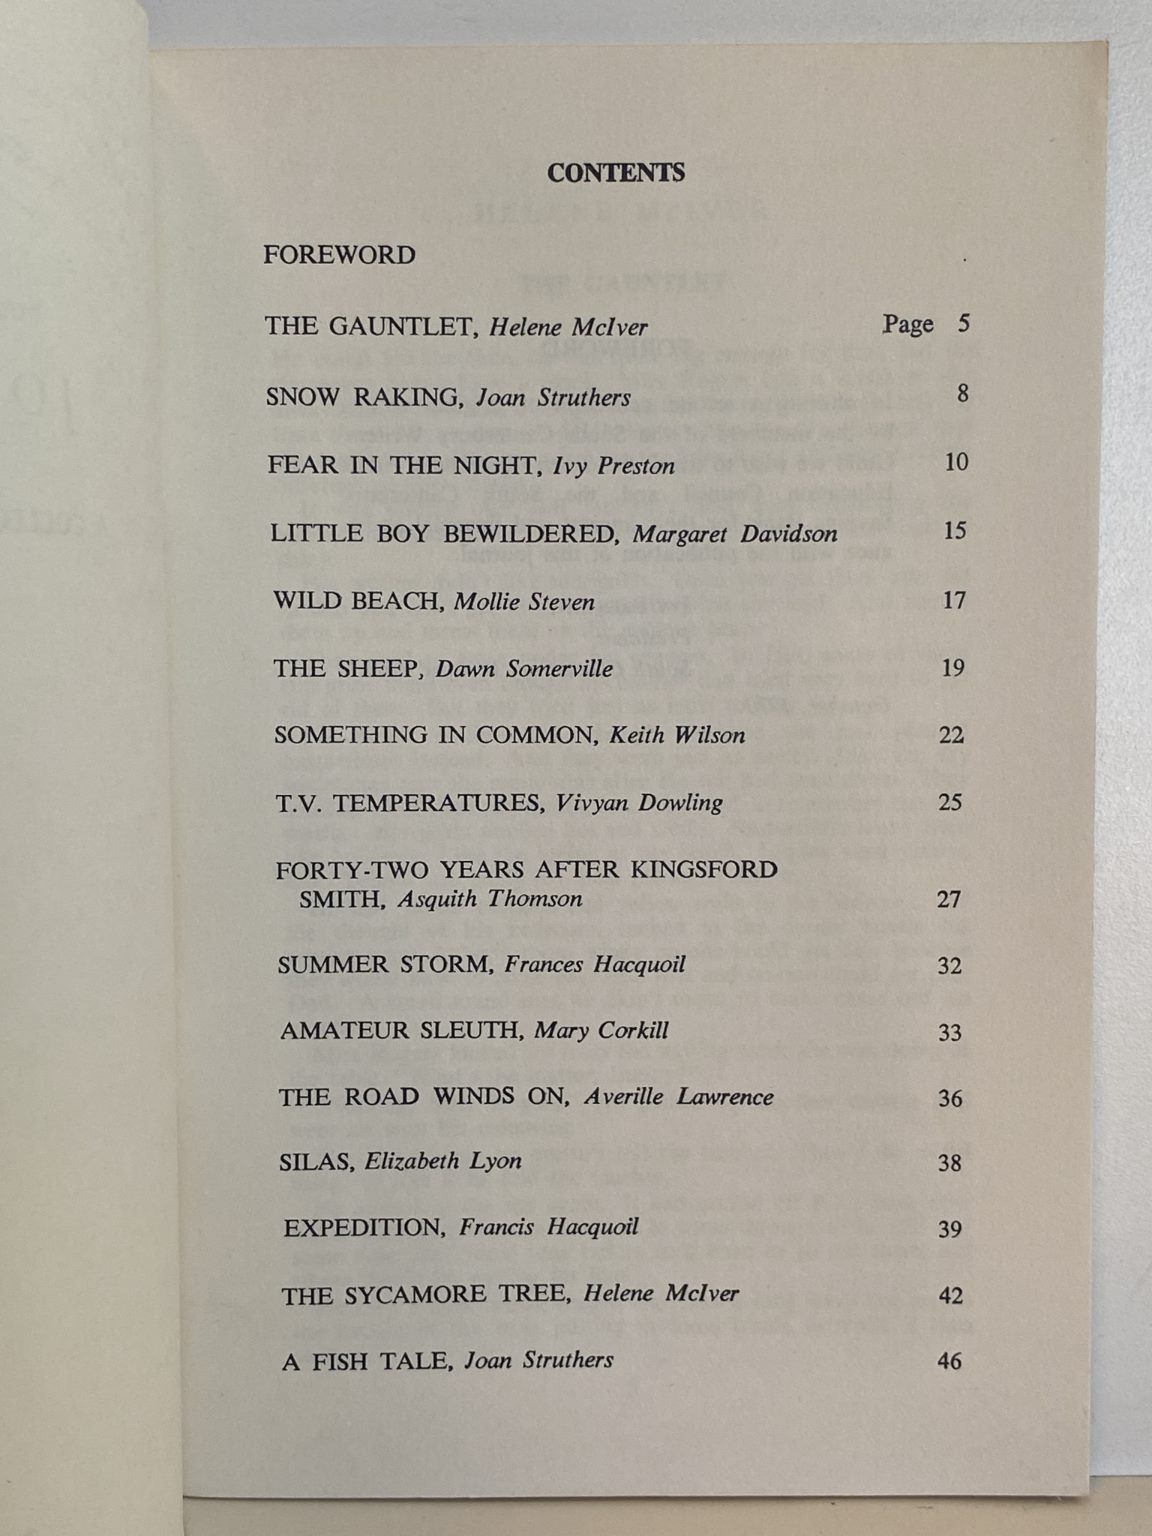 CONTENTS
FOREWORD
THE GAUNTLET, Helene McIver Page 5
SNOW RAKING, Joan Struthers 8
FEAR IN THE NIGHT, Ivy Preston 10
LITTLE BOY BEWILDERED, Margaret Davidson 15
WILD BEACH, Mollie Steven 17
THE SHEEP, Dawn Somerville 19
SOMETHING IN COMMON, Keith Wilson 22
T.V. TEMPERATURES, Vivyan Dowling 25
FORTY-TWO YEARS AFTER KINGSFORD
SMITH, Asquith Thomson 27
SUMMER STORM, Frances Hacquoil 32
AMATEUR SLEUTH, Mary Corkill 33
THE ROAD WINDS ON, Averille Lawrence 36
SILAS, Elizabeth Lyon 38
EXPEDITION, Francis Hacquoil 39
THE SYCAMORE TREE, Helene McIver 42
A FISH TALE, Joan Struthers 46